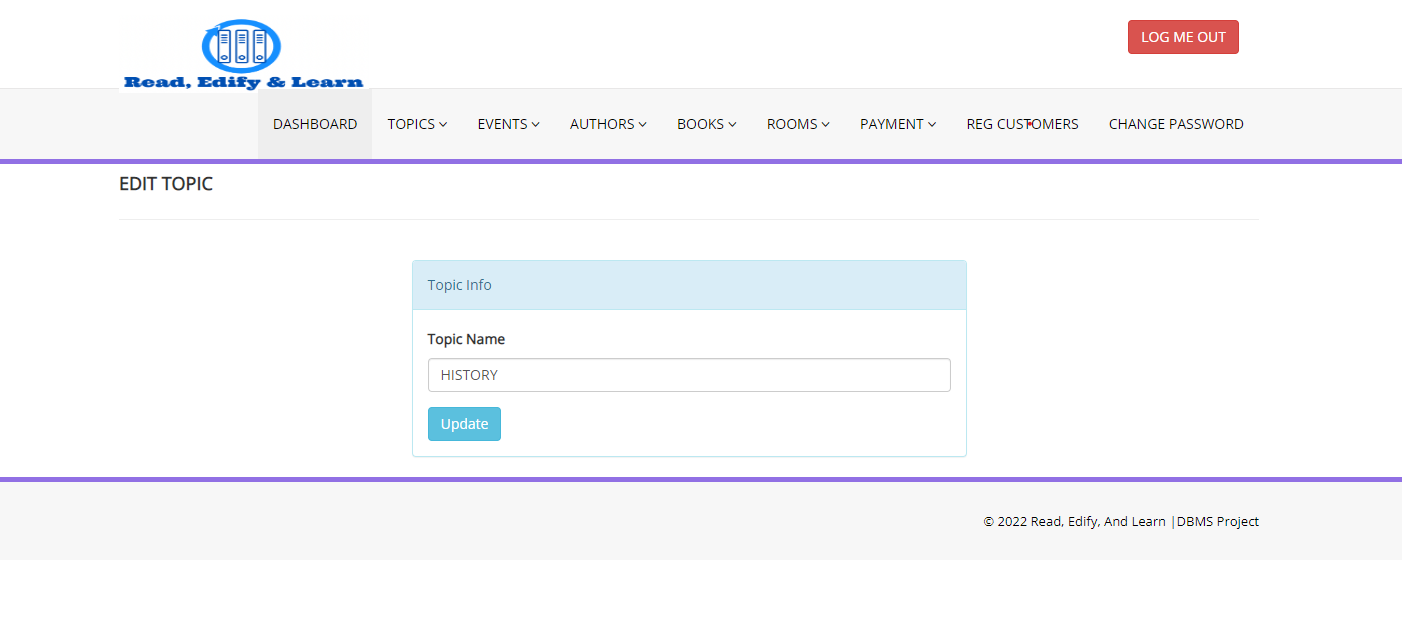 Read, Edify & Learn
LOG ME OUT
DASHBOARD TOPICS EVENTS AUTHORS BOOKS ROOMS PAYMENT REG CUSTOMERS CHANGE PASSWORD
EDIT TOPIC
Topic Info
Topic Name
HISTORY
Update
© 2022 Read, Edify, And Learn |DBMS Project